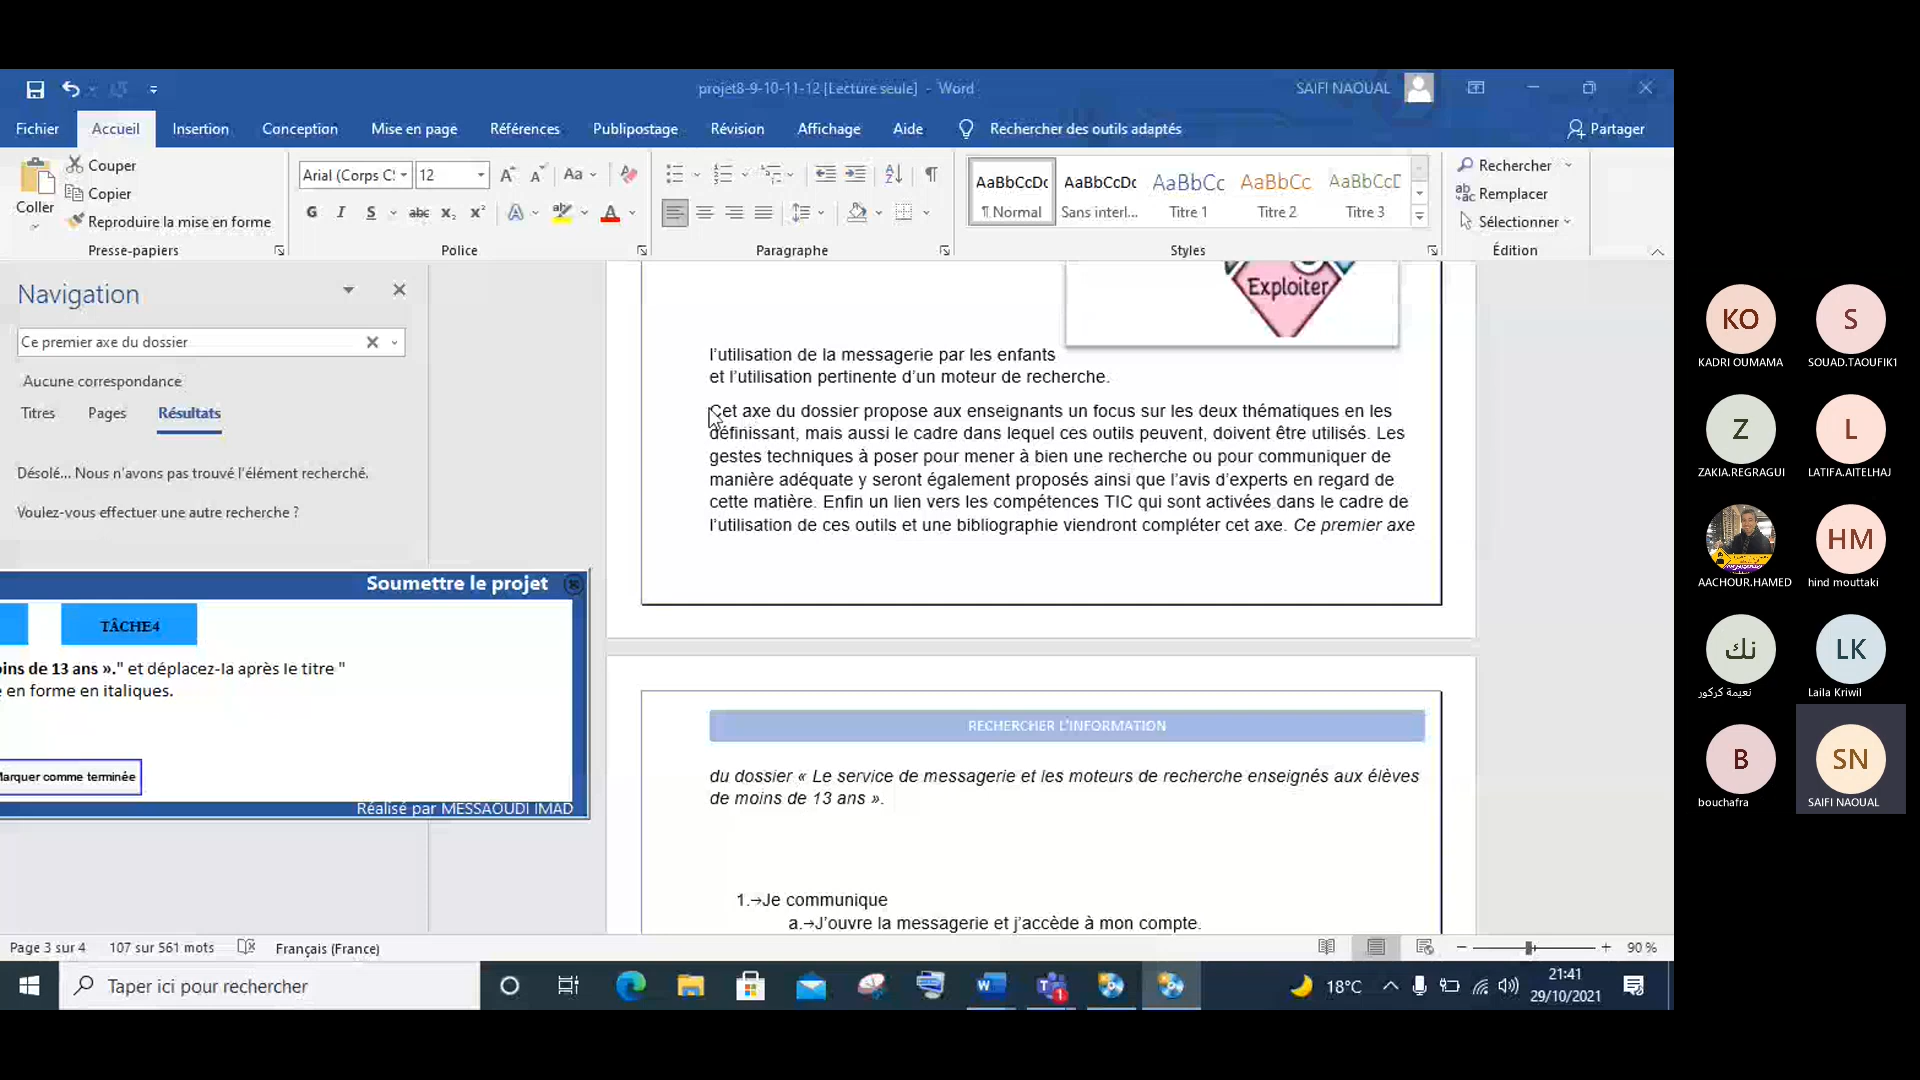 projet8-9-10-11-12 [Lecture seule] - Word
SAIFI NAOUAL
Fichier
Accueil
Insertion
Conception
Mise en page
Références
Publipostage
Révision
Affichage
Aide
Rechercher des outils adaptés
Partager
Coller
Couper
Copier
Reproduire la mise en forme
Presse-papiers
Arial (Corps C
12
Aa
G I S abc x₂ x²
Police
Paragraphe
AaBbCcDc
¶ Normal
AaBbCcDc
Sans interl...
AaBbCc
Titre 1
AaBbCc
Titre 2
AaBbCcD
Titre 3
Styles
Rechercher
Remplacer
Sélectionner
Édition
Navigation
Ce premier axe du dossier
Aucune correspondance
Titres
Pages
Résultats
Désolé... Nous n'avons pas trouvé l'élément recherché.
Voulez-vous effectuer une autre recherche ?
Soumettre le projet
TÂCHE4
oins de 13 ans »." et déplacez-la après le titre "
e en forme en italiques.
Marquer comme terminée
Réalisé par MESSAOUDI IMAD
Exploiter
l'utilisation de la messagerie par les enfants
et l'utilisation pertinente d'un moteur de recherche.
Cet axe du dossier propose aux enseignants un focus sur les deux thématiques en les
définissant, mais aussi le cadre dans lequel ces outils peuvent, doivent être utilisés. Les
gestes techniques à poser pour mener à bien une recherche ou pour communiquer de
manière adéquate y seront également proposés ainsi que l'avis d'experts en regard de
cette matière. Enfin un lien vers les compétences TIC qui sont activées dans le cadre de
l'utilisation de ces outils et une bibliographie viendront compléter cet axe. Ce premier axe
RECHERCHER L'INFORMATION
du dossier « Le service de messagerie et les moteurs de recherche enseignés aux élèves
de moins de 13 ans ».
1.→Je communique
a.→J'ouvre la messagerie et j'accède à mon compte.
Page 3 sur 4
107 sur 561 mots
Français (France)
90 %
Taper ici pour rechercher
18°C
21:41
29/10/2021
KO
KADRI OUMAMA
S
SOUAD.TAOUFIK1
Z
ZAKIA.REGRAGUI
L
LATIFA.AITELHAJ
AACHOUR.HAMED
HM
hind mouttaki
نك
نعيمة كركور
LK
Laila Kriwil
B
bouchafra
SN
SAIFI NAOUAL